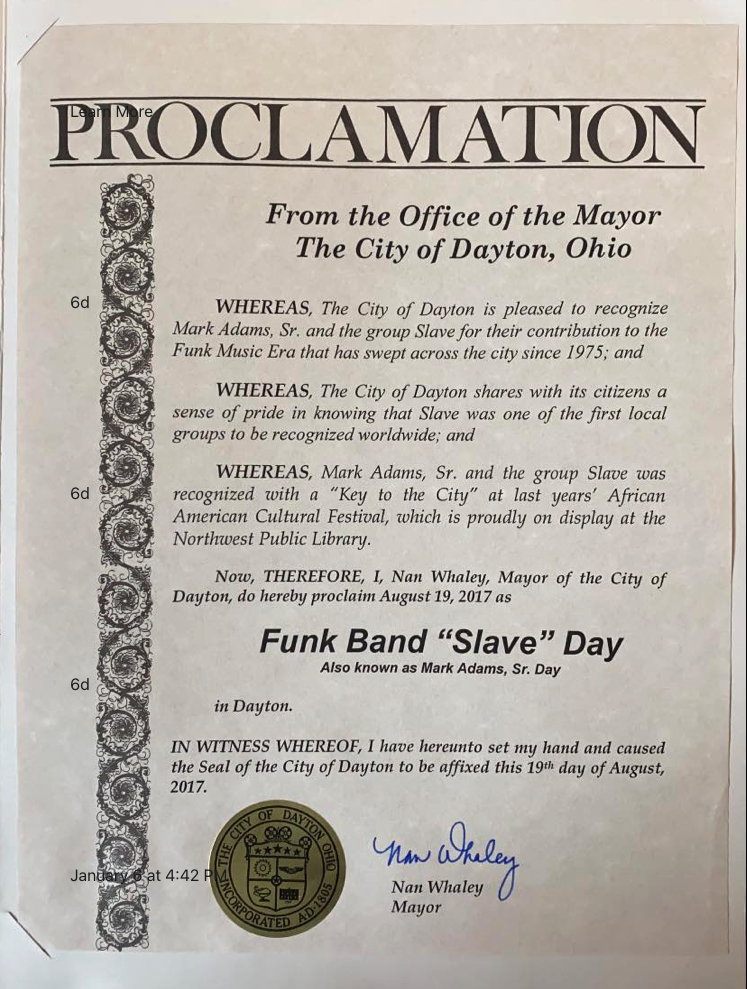 Learn More
PROCLAMATION
From the Office of the Mayor
The City of Dayton, Ohio
6d
WHEREAS, The City of Dayton is pleased to recognize
Mark Adams, Sr. and the group Slave for their contribution to the
Funk Music Era that has swept across the city since 1975; and
WHEREAS, The City of Dayton shares with its citizens a
sense of pride in knowing that Slave was one of the first local
groups to be recognized worldwide; and
WHEREAS, Mark Adams, Sr. and the group Slave was
6d
recognized with a “Key to the City” at last years’ African
American Cultural Festival, which is proudly on display at the
Northwest Public Library.
Now, THEREFORE, I, Nan Whaley, Mayor of the City of
Dayton, do hereby proclaim August 19, 2017 as
Funk Band “Slave” Day
Also known as Mark Adams, Sr. Day
6d
in Dayton.
IN WITNESS WHEREOF, I have hereunto set my hand and caused
the Seal of the City of Dayton to be affixed this 19th day of August,
2017.
THE CITY OF DAYTON OHIO
INCORPORATED A.D. 1805
January 6 at 4:42 PM
Nan Whaley
Nan Whaley
Mayor